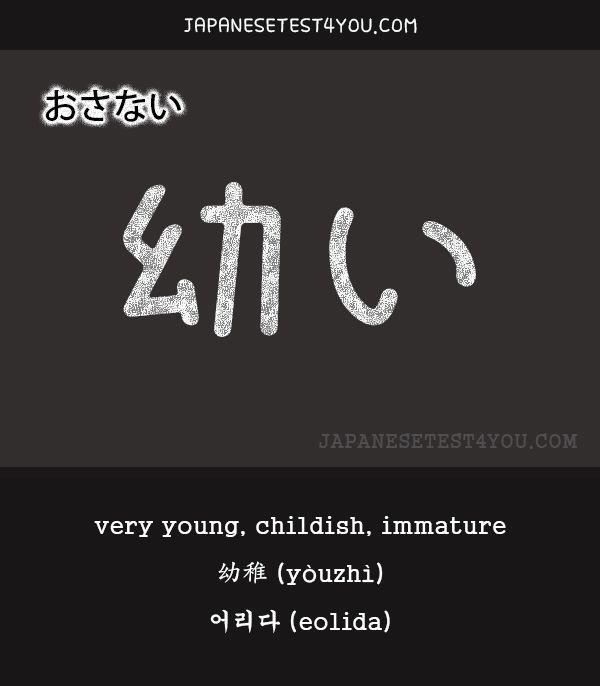 JAPANESETEST4YOU.COM
おさない
幼い
JAPANESETEST4YOU.COM
very young, childish, immature
幼稚 (yòuzhì)
어리다 (eolida)